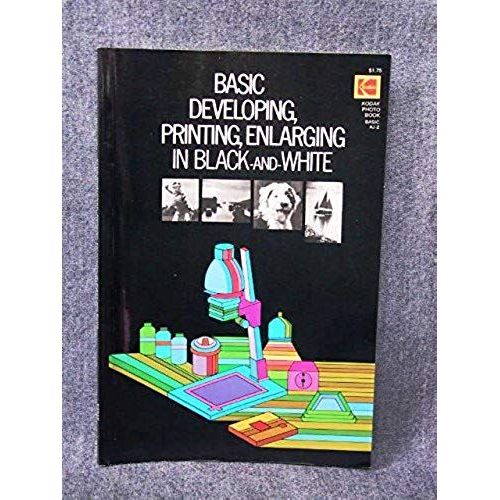 BASIC
DEVELOPING,
PRINTING, ENLARGING
IN BLACK-AND-WHITE
$1.75
Kodak
KODAK
PHOTO
BOOK
BASIC
AJ-2